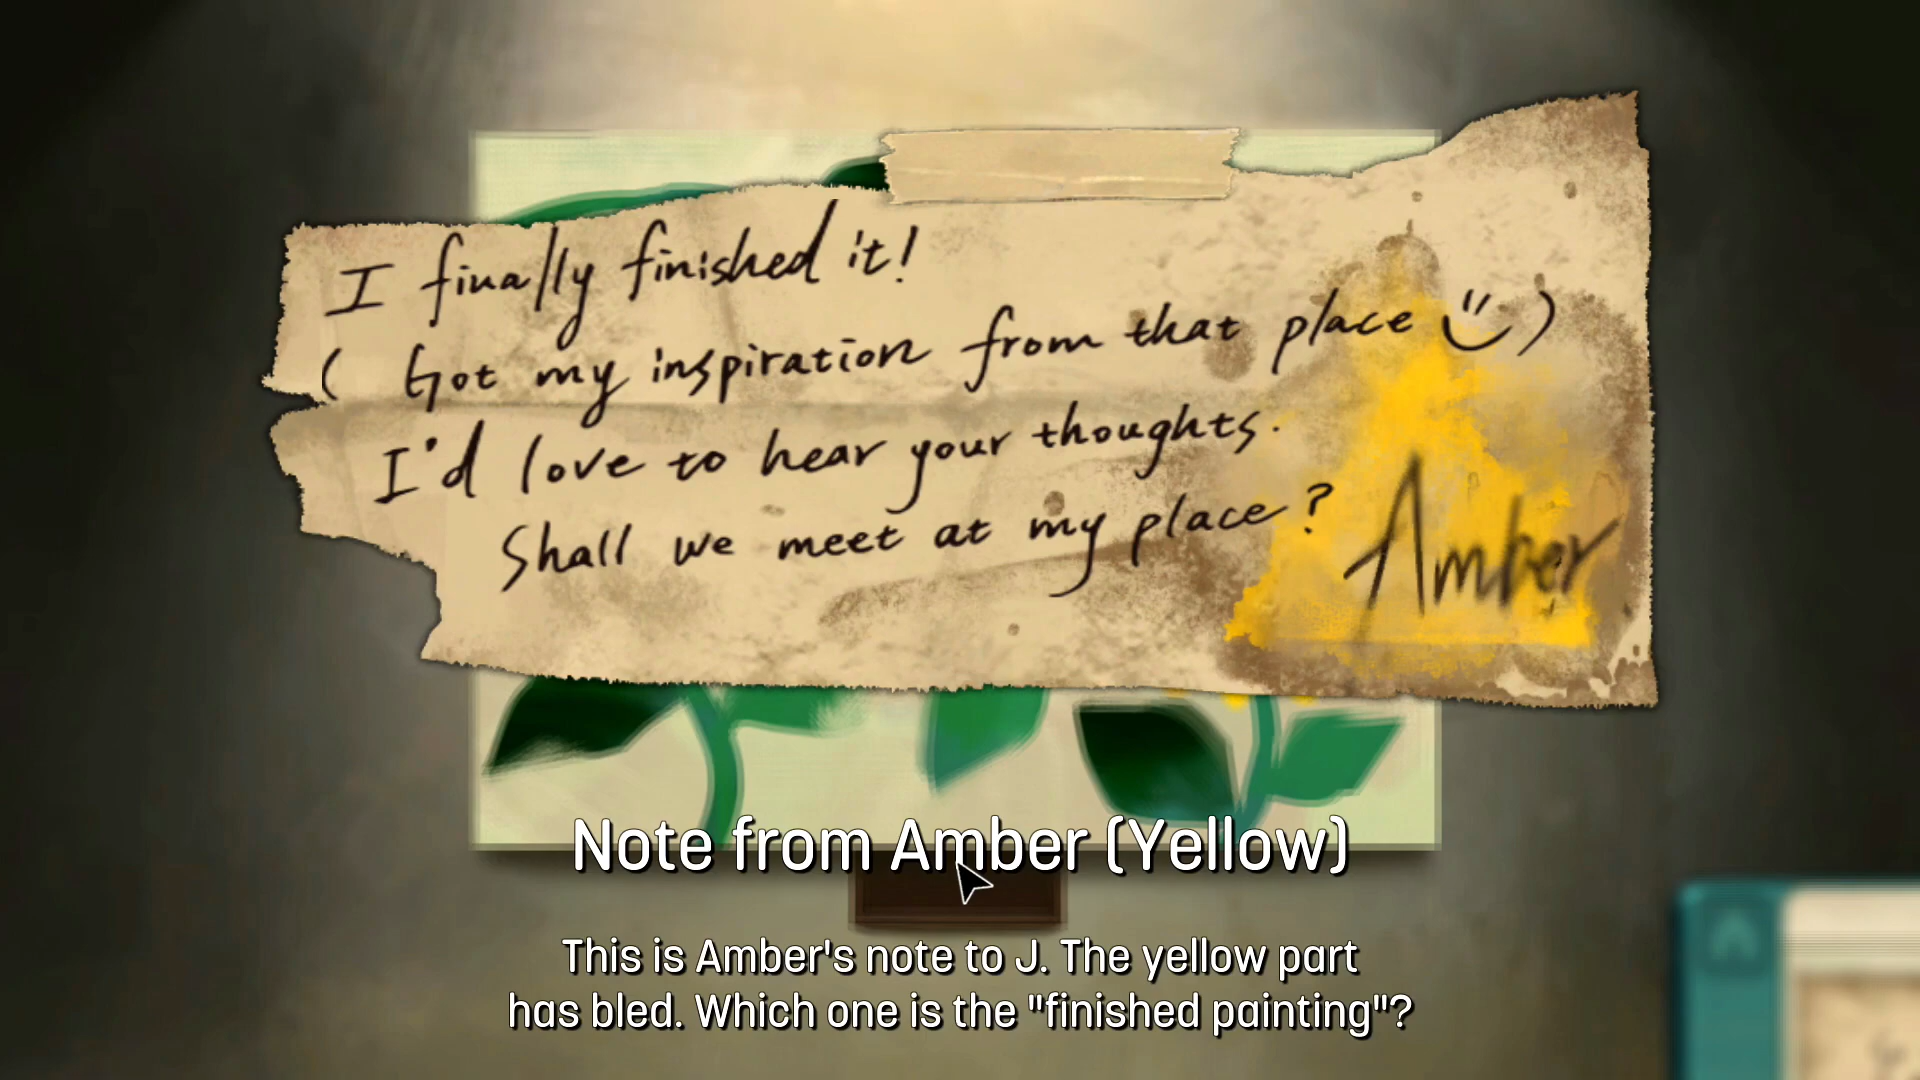 I finally finished it!
( Got my inspiration from that place )
I'd love to hear your thoughts.
Shall we meet at my place?
Amber
Note from Amber (Yellow)
This is Amber's note to J. The yellow part
has bled. Which one is the "finished painting"?